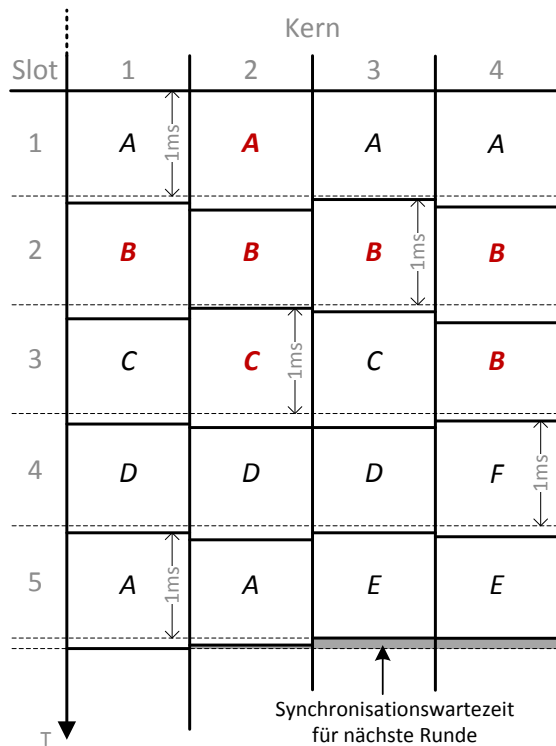 Kern
Slot 1 2 3 4
1 A A A A
1ms
2 B B B B
1ms
3 C C C B
1ms
4 D D D F
1ms
5 A A E E
1ms
Synchronisationswartezeit
für nächste Runde
T